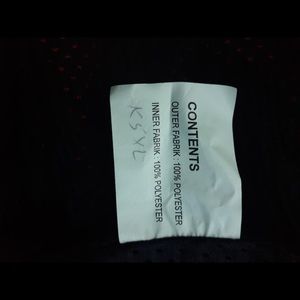 CONTENTS
OUTER FABRIK : 100% POLYESTER
INNER FABRIK : 100% POLYESTER